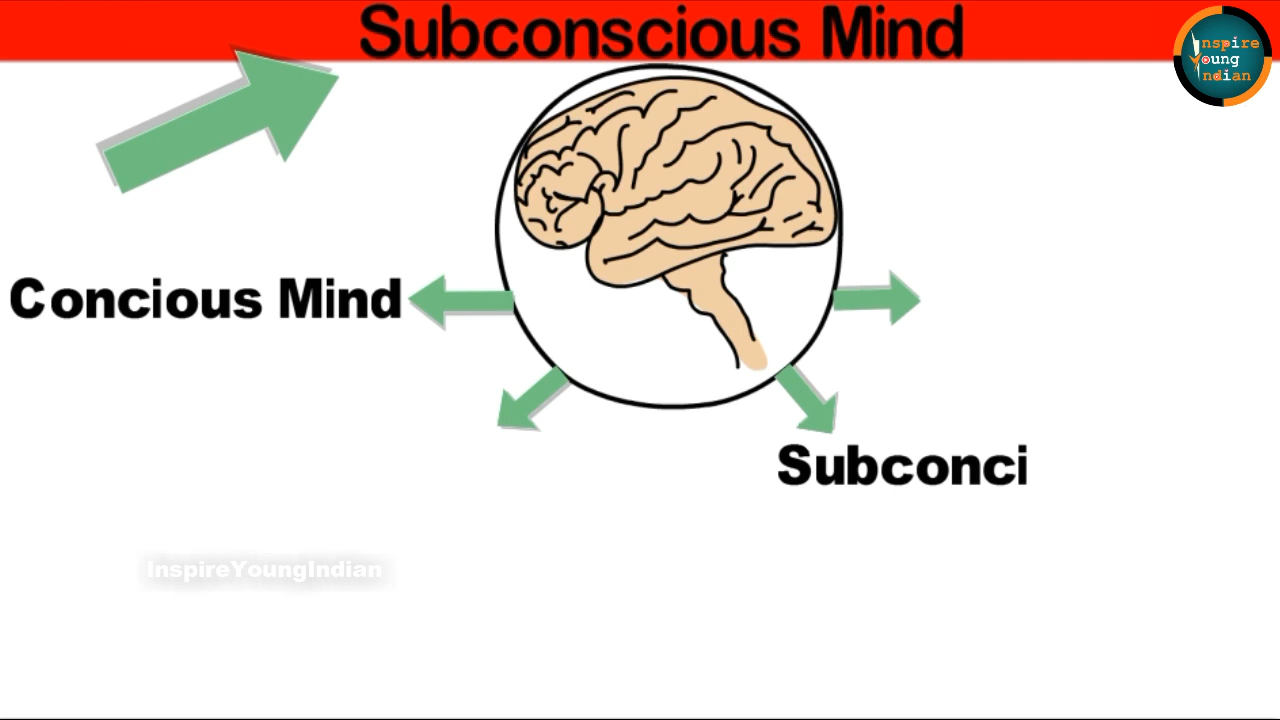 Subconscious Mind
Inspire
Young
Indian
Concious Mind
Subconci
InspireYoungIndian